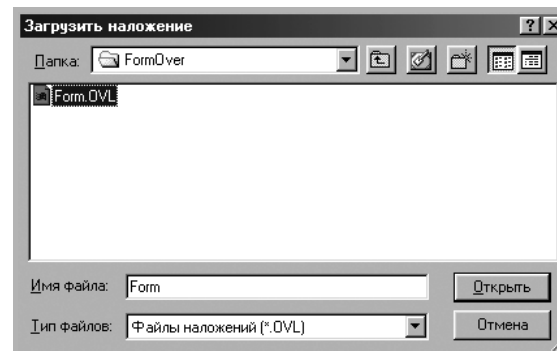 Загрузить наложение
Папка: FormOver
Form.OVL
Имя файла: Form Открыть
Тип файлов: Файлы наложений (*.OVL) Отмена